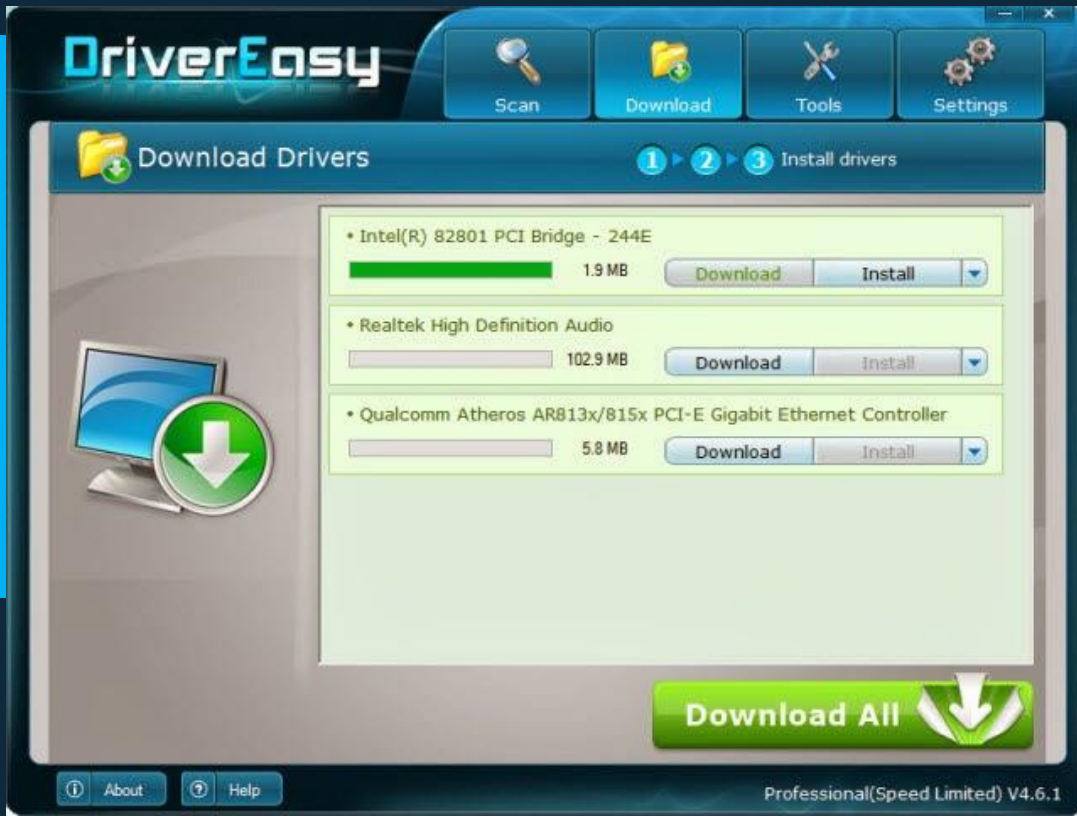 DriverEasy
Scan
Download
Tools
Settings
Download Drivers
1 2 3 Install drivers
• Intel(R) 82801 PCI Bridge - 244E
1.9 MB Download Install
• Realtek High Definition Audio
102.9 MB Download Install
• Qualcomm Atheros AR813x/815x PCI-E Gigabit Ethernet Controller
5.8 MB Download Install
Download All
About
Help
Professional(Speed Limited) V4.6.1